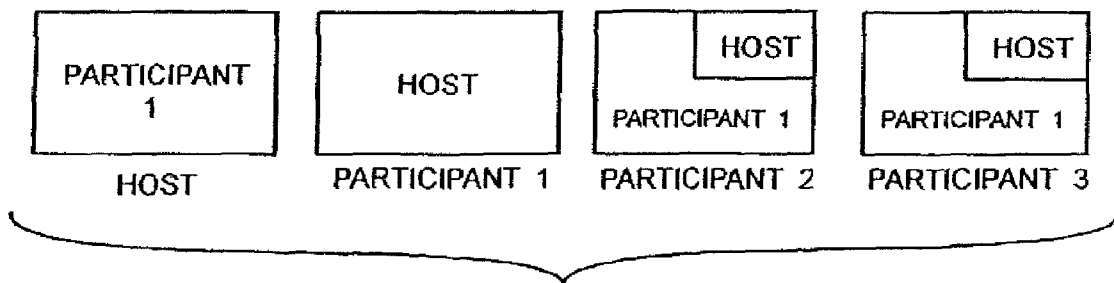 PARTICIPANT
1
HOST
HOST
PARTICIPANT 1
HOST
PARTICIPANT 1
PARTICIPANT 2
HOST
PARTICIPANT 1
PARTICIPANT 3